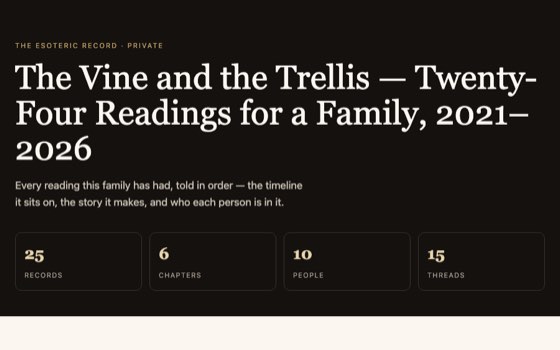 THE ESOTERIC RECORD · PRIVATE
The Vine and the Trellis — Twenty-
Four Readings for a Family, 2021–
2026
Every reading this family has had, told in order — the timeline
it sits on, the story it makes, and who each person is in it.
25
RECORDS
6
CHAPTERS
10
PEOPLE
15
THREADS